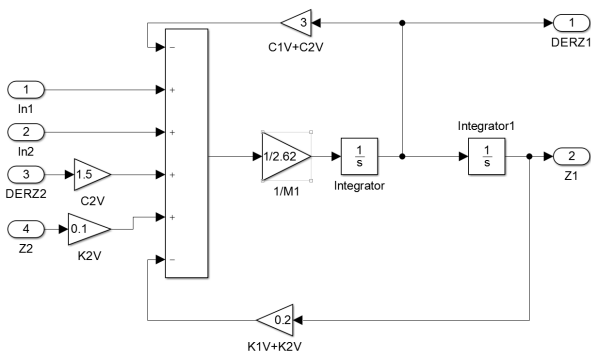 3
C1V+C2V
1
DERZ1
−
1
In1
+
2
In2
+
3
DERZ2
1.5
C2V
+
4
Z2
0.1
K2V
+
−
1/2.62
1/M1
1
s
Integrator
Integrator1
1
s
2
Z1
0.2
K1V+K2V